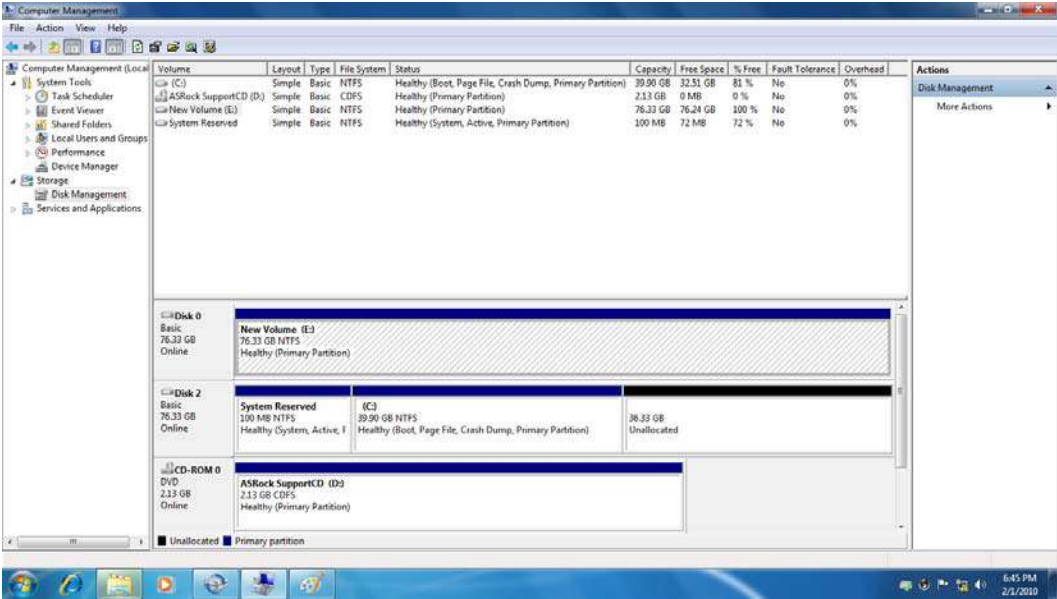 Computer Management
File Action View Help
Computer Management (Local
System Tools
Task Scheduler
Event Viewer
Shared Folders
Local Users and Groups
Performance
Device Manager
Storage
Disk Management
Services and Applications
Volume Layout Type File System Status Capacity Free Space % Free Fault Tolerance Overhead
(C:) Simple Basic NTFS Healthy (Boot, Page File, Crash Dump, Primary Partition) 39.90 GB 32.51 GB 81 % No 0%
ASRock SupportCD (D:) Simple Basic CDFS Healthy (Primary Partition) 2.13 GB 0 MB 0 % No 0%
New Volume (E:) Simple Basic NTFS Healthy (Primary Partition) 76.33 GB 76.24 GB 100 % No 0%
System Reserved Simple Basic NTFS Healthy (System, Active, Primary Partition) 100 MB 72 MB 72 % No 0%
Disk 0
Basic
76.33 GB
Online
New Volume (E:)
76.33 GB NTFS
Healthy (Primary Partition)
Disk 2
Basic
76.33 GB
Online
System Reserved
100 MB NTFS
Healthy (System, Active, F
(C:)
39.90 GB NTFS
Healthy (Boot, Page File, Crash Dump, Primary Partition)
36.33 GB
Unallocated
CD-ROM 0
DVD
2.13 GB
Online
ASRock SupportCD (D:)
2.13 GB CDFS
Healthy (Primary Partition)
Unallocated Primary partition
Actions
Disk Management
More Actions
6:45 PM
2/1/2010